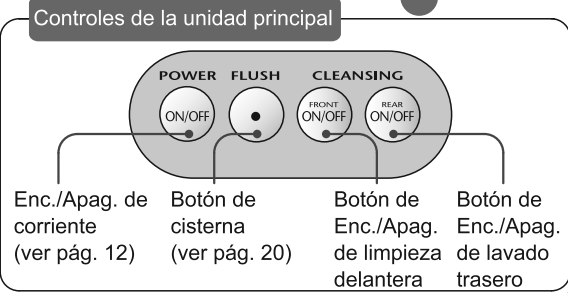 Controles de la unidad principal
POWER FLUSH CLEANSING
ON/OFF
FRONT
ON/OFF
REAR
ON/OFF
Enc./Apag. de
corriente
(ver pág. 12)
Botón de
cisterna
(ver pág. 20)
Botón de
Enc./Apag.
de limpieza
delantera
Botón de
Enc./Apag.
de lavado
trasero